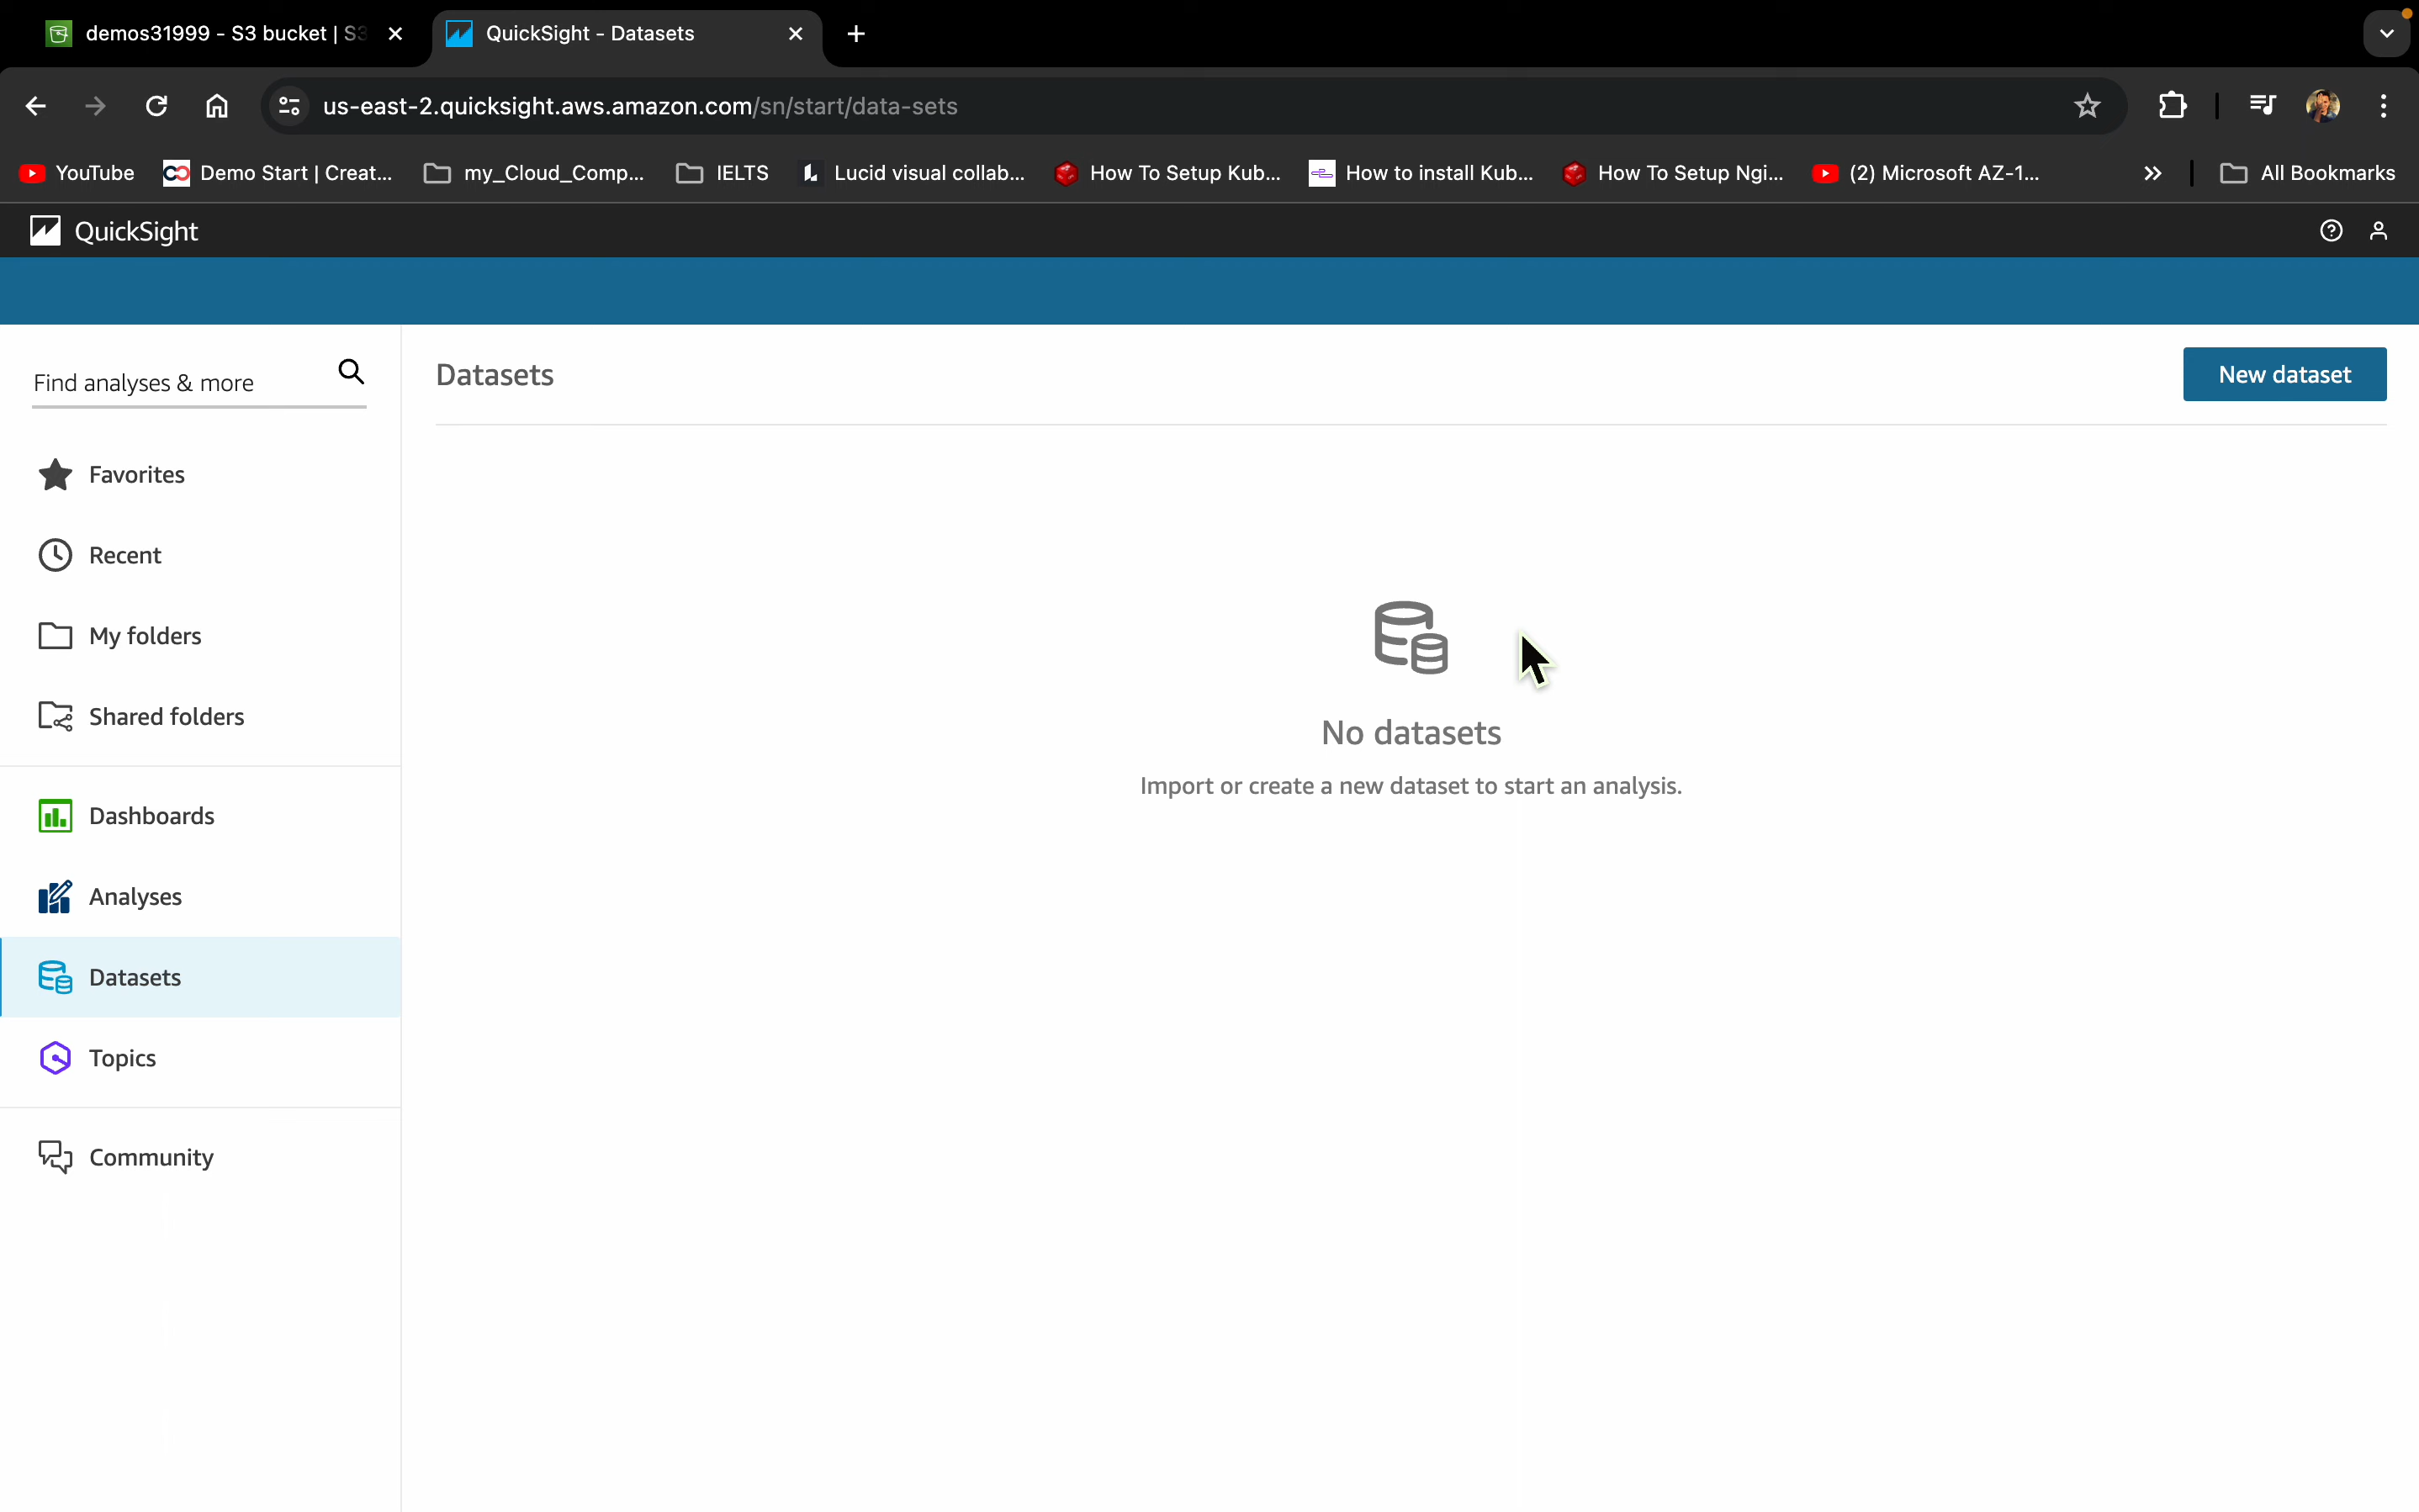 demos31999 - S3 bucket | S3
QuickSight - Datasets
us-east-2.quicksight.aws.amazon.com/sn/start/data-sets
YouTube
Demo Start | Creat...
my_Cloud_Comp...
IELTS
Lucid visual collab...
How To Setup Kub...
How to install Kub...
How To Setup Ngi...
(2) Microsoft AZ-1...
All Bookmarks
QuickSight
Find analyses & more
Datasets
New dataset
Favorites
Recent
My folders
Shared folders
No datasets
Import or create a new dataset to start an analysis.
Dashboards
Analyses
Datasets
Topics
Community